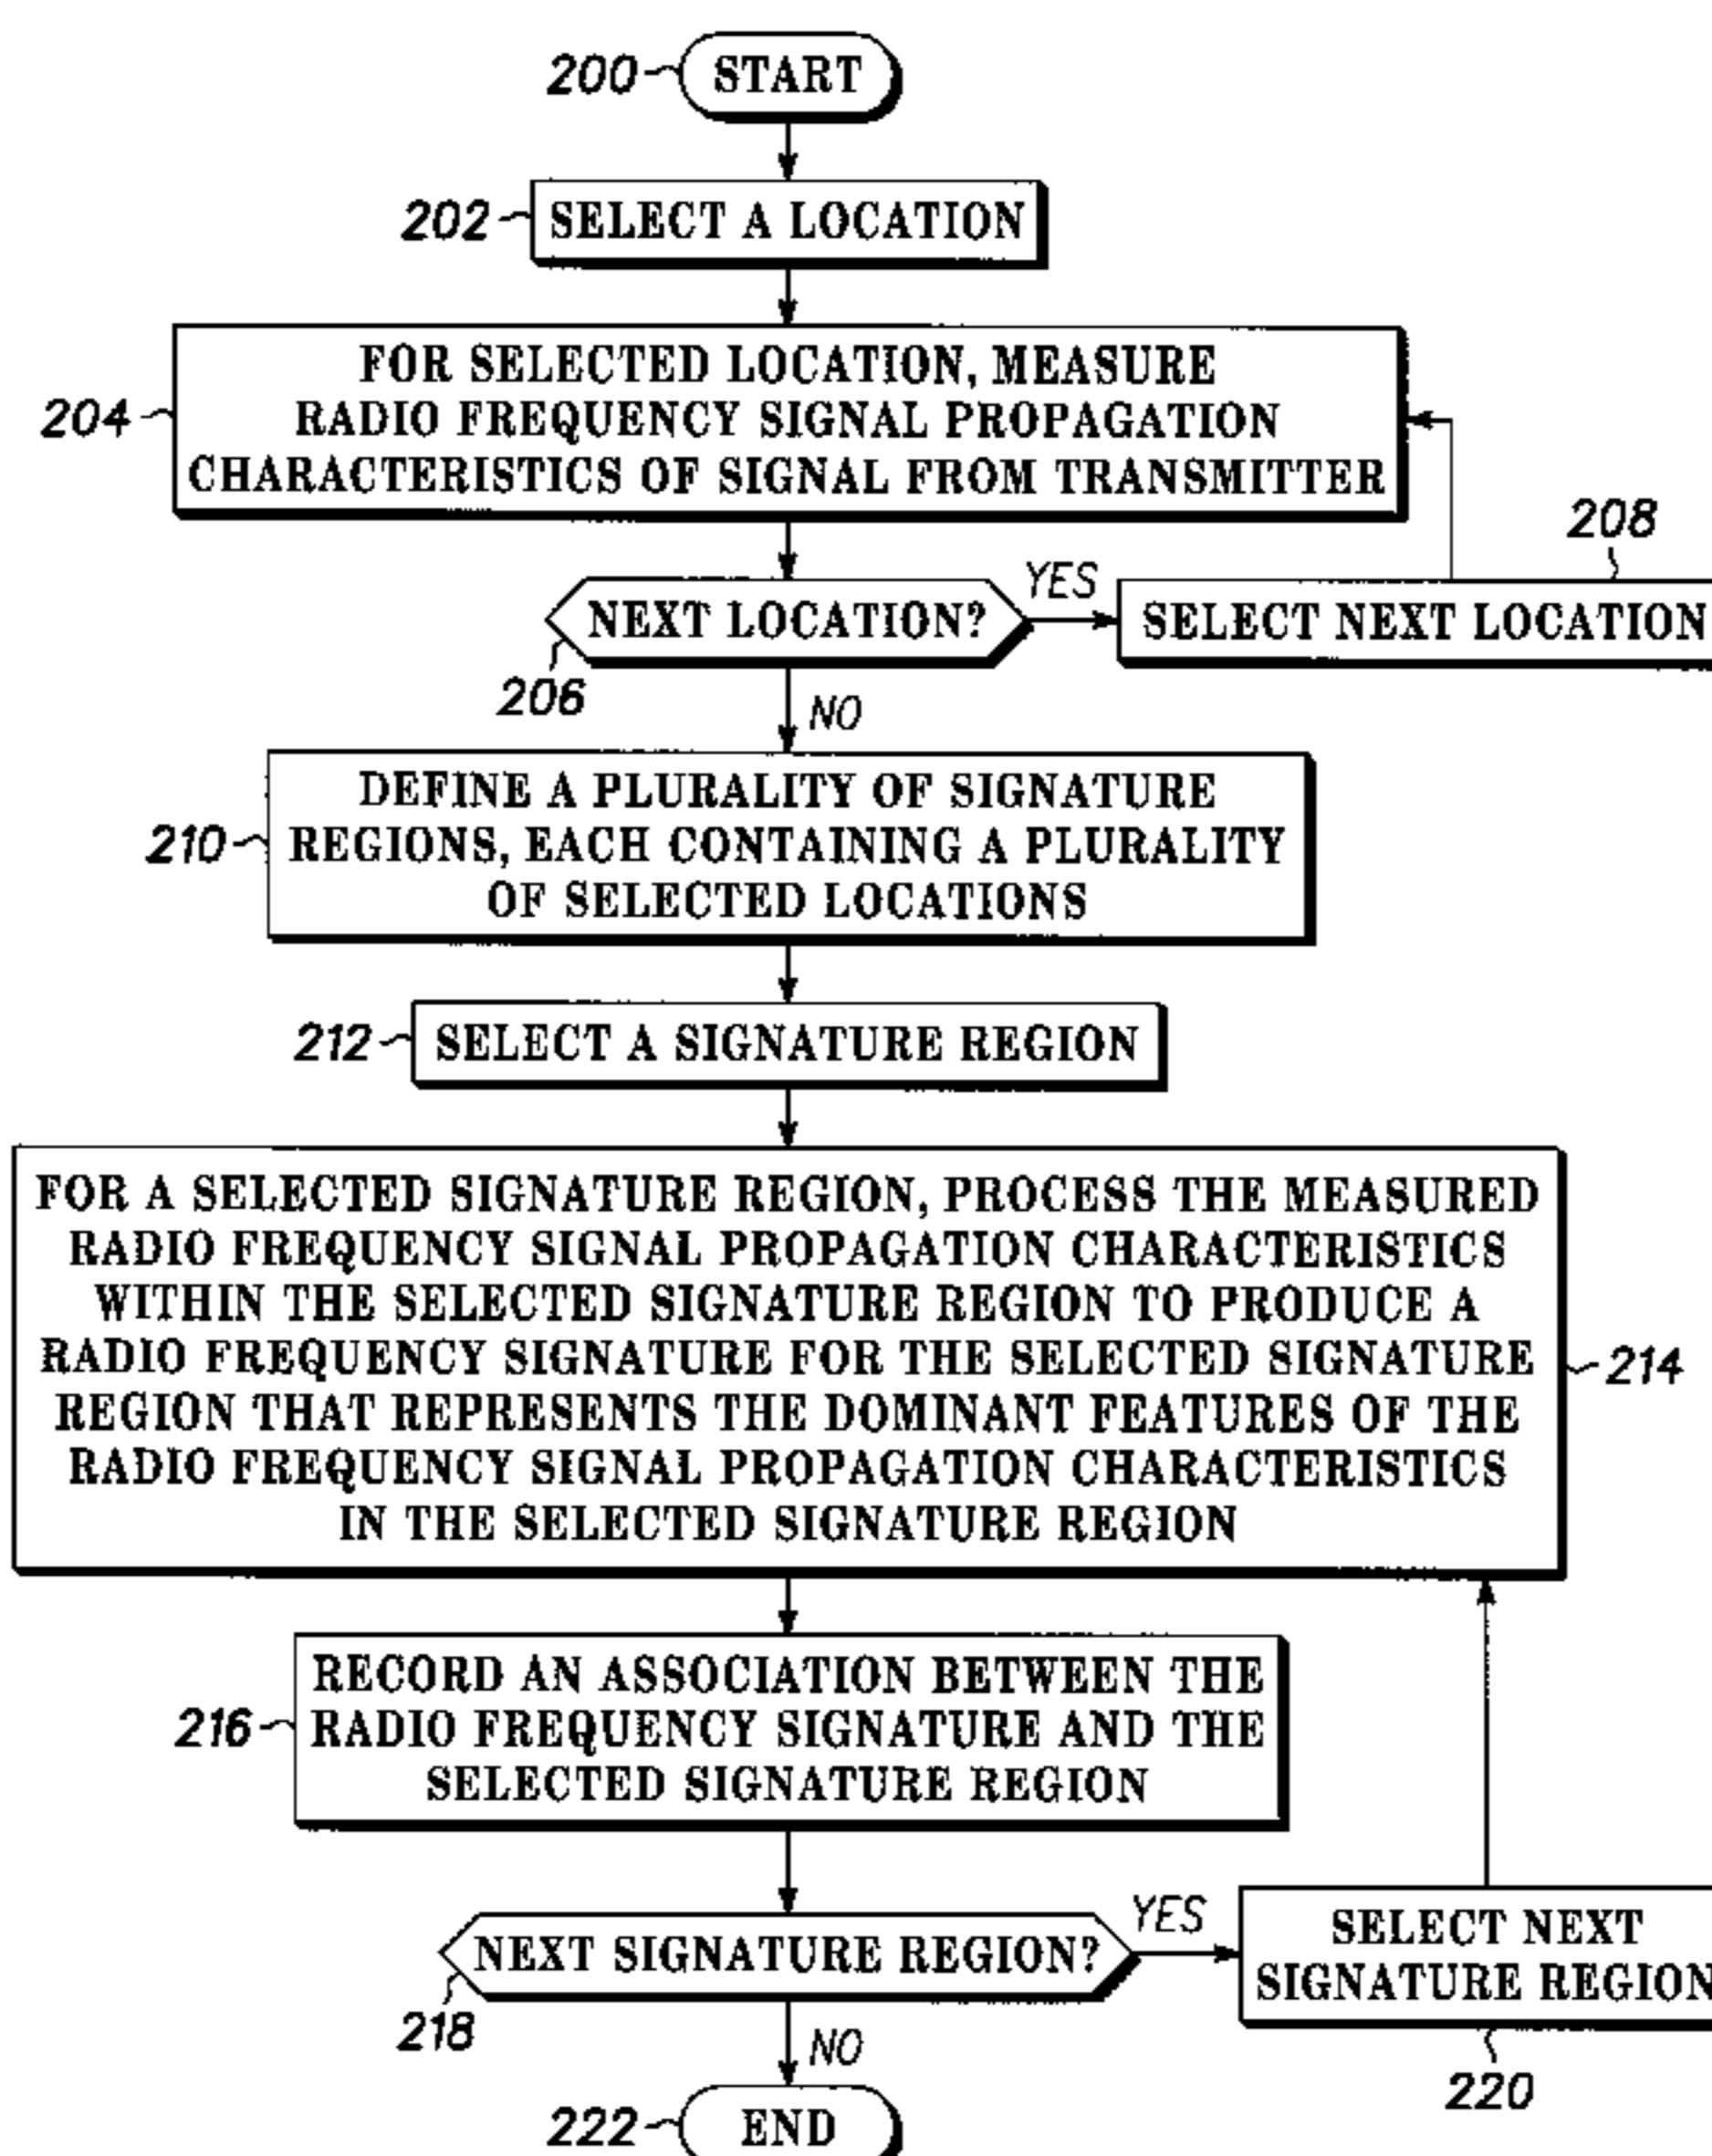 200
START
202
SELECT A LOCATION
204
FOR SELECTED LOCATION, MEASURE
RADIO FREQUENCY SIGNAL PROPAGATION
CHARACTERISTICS OF SIGNAL FROM TRANSMITTER
208
NEXT LOCATION?
YES
SELECT NEXT LOCATION
206
NO
210
DEFINE A PLURALITY OF SIGNATURE
REGIONS, EACH CONTAINING A PLURALITY
OF SELECTED LOCATIONS
212
SELECT A SIGNATURE REGION
FOR A SELECTED SIGNATURE REGION, PROCESS THE MEASURED
RADIO FREQUENCY SIGNAL PROPAGATION CHARACTERISTICS
WITHIN THE SELECTED SIGNATURE REGION TO PRODUCE A
RADIO FREQUENCY SIGNATURE FOR THE SELECTED SIGNATURE
REGION THAT REPRESENTS THE DOMINANT FEATURES OF THE
RADIO FREQUENCY SIGNAL PROPAGATION CHARACTERISTICS
IN THE SELECTED SIGNATURE REGION
214
216
RECORD AN ASSOCIATION BETWEEN THE
RADIO FREQUENCY SIGNATURE AND THE
SELECTED SIGNATURE REGION
NEXT SIGNATURE REGION?
YES
SELECT NEXT
SIGNATURE REGION
218
NO
220
222
END